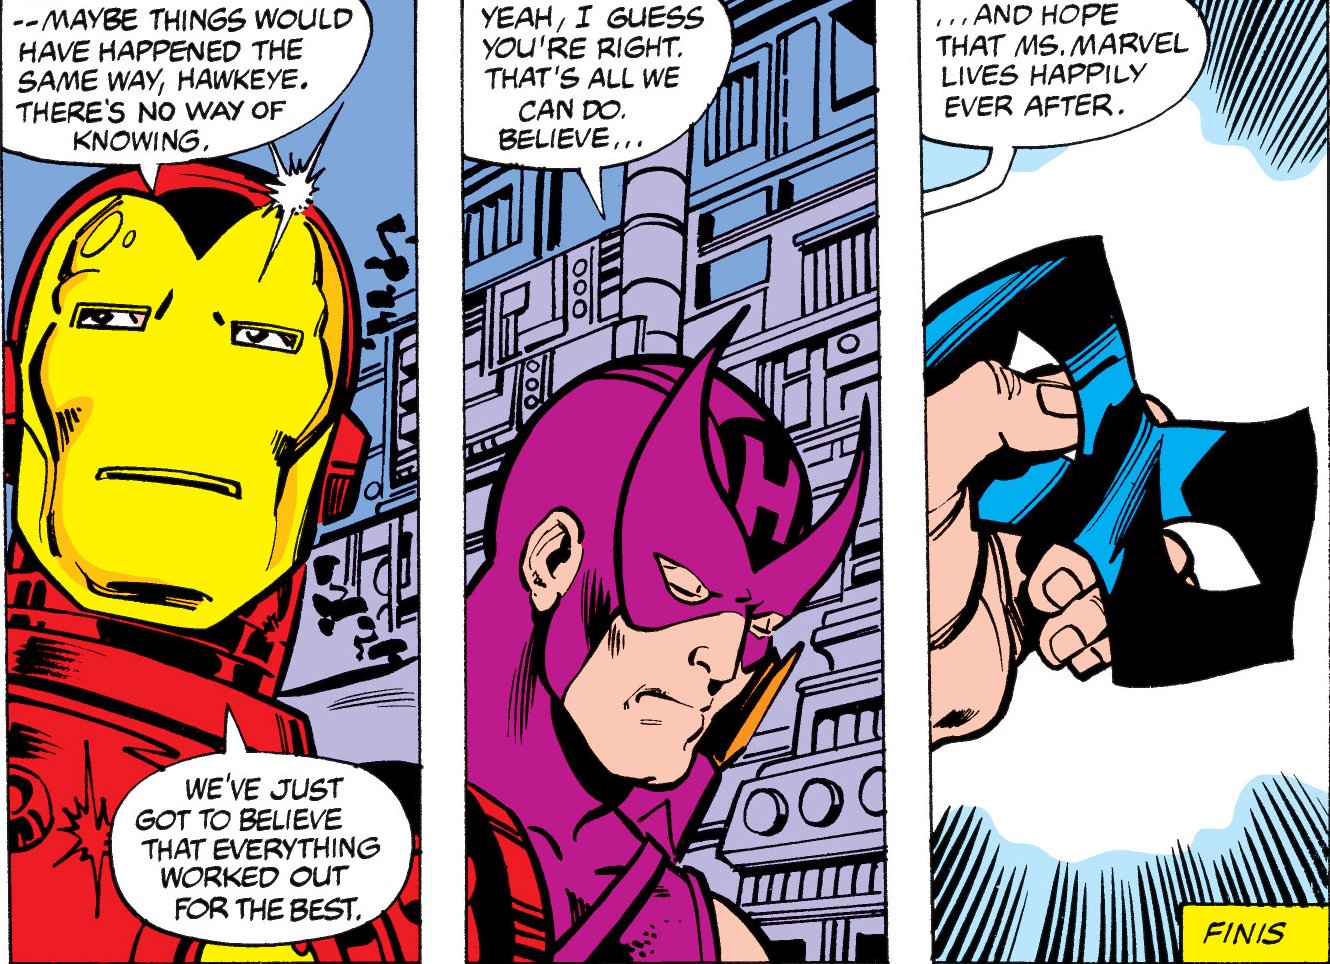 --MAYBE THINGS WOULD
HAVE HAPPENED THE
SAME WAY, HAWKEYE.
THERE'S NO WAY OF
KNOWING.
WE'VE JUST
GOT TO BELIEVE
THAT EVERYTHING
WORKED OUT
FOR THE BEST.
YEAH, I GUESS
YOU'RE RIGHT.
THAT'S ALL WE
CAN DO.
BELIEVE...
H
...AND HOPE
THAT MS. MARVEL
LIVES HAPPILY
EVER AFTER.
FINIS